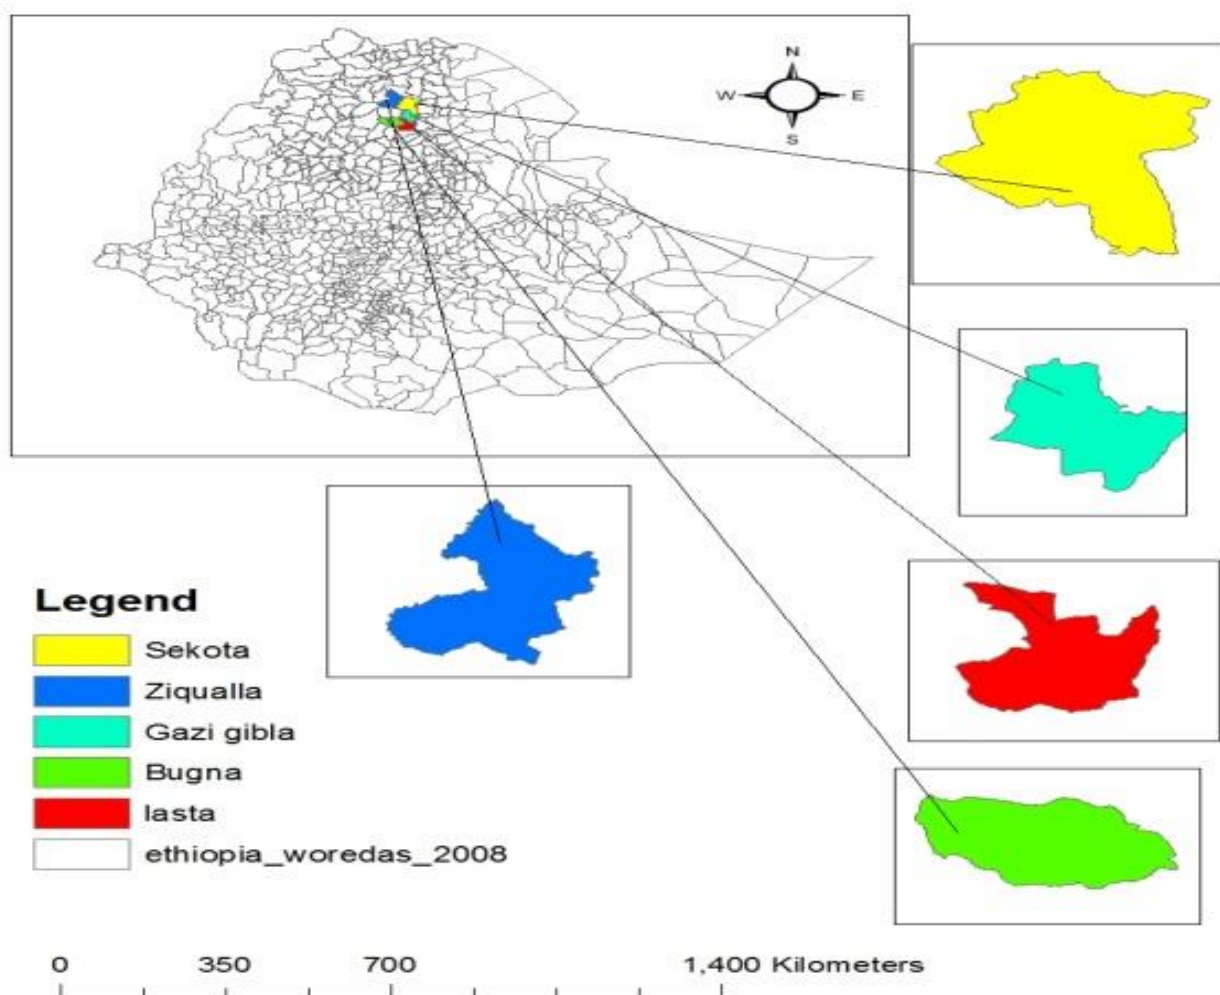 N
W E
S
Legend
Sekota
Ziqualla
Gazi gibla
Bugna
lasta
ethiopia_woredas_2008
0 350 700 1,400 Kilometers